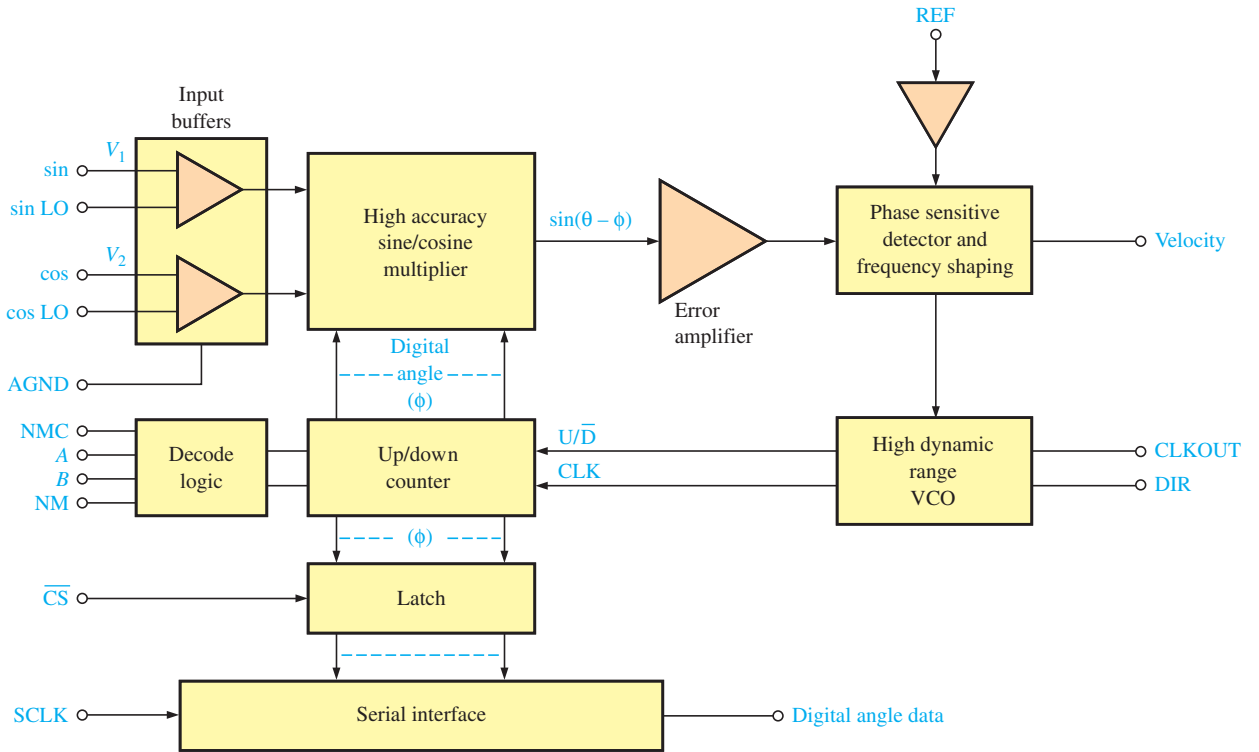 REF
Input
buffers
V₁
sin
sin LO
V₂
cos
cos LO
AGND
High accuracy
sine/cosine
multiplier
sin(θ – ϕ)
Error
amplifier
Phase sensitive
detector and
frequency shaping
Velocity
Digital
angle
(ϕ)
NMC
A
B
NM
Decode
logic
Up/down
counter
U/D̅
CLK
High dynamic
range
VCO
CLKOUT
DIR
(ϕ)
C̅S̅
Latch
SCLK
Serial interface
Digital angle data